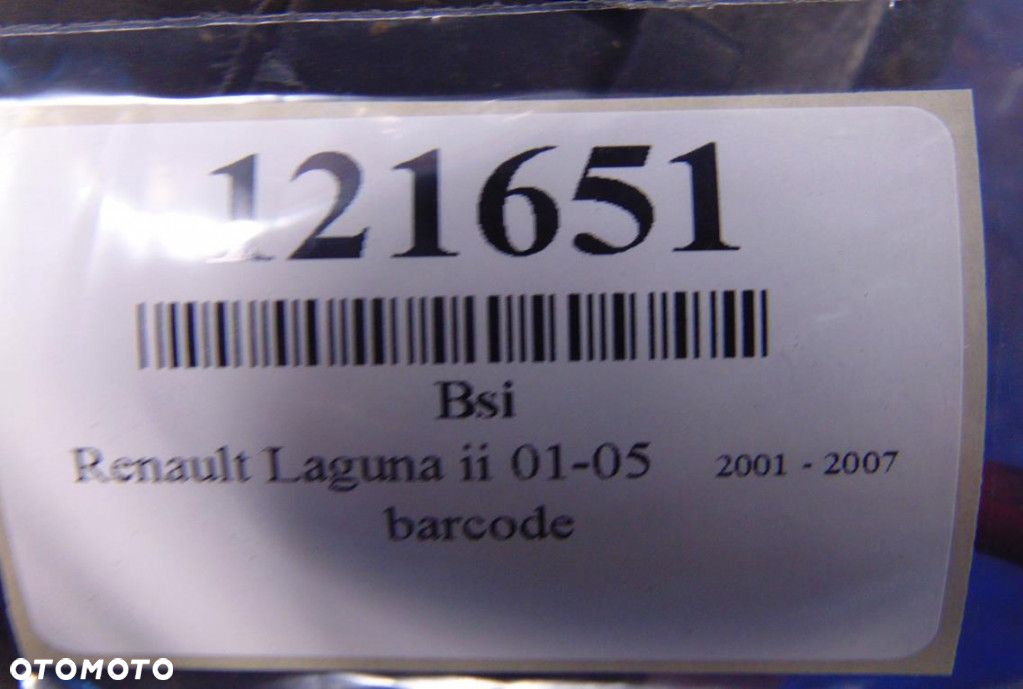 121651
Bsi
Renault Laguna ii 01-05 2001 - 2007
barcode
OTOMOTO